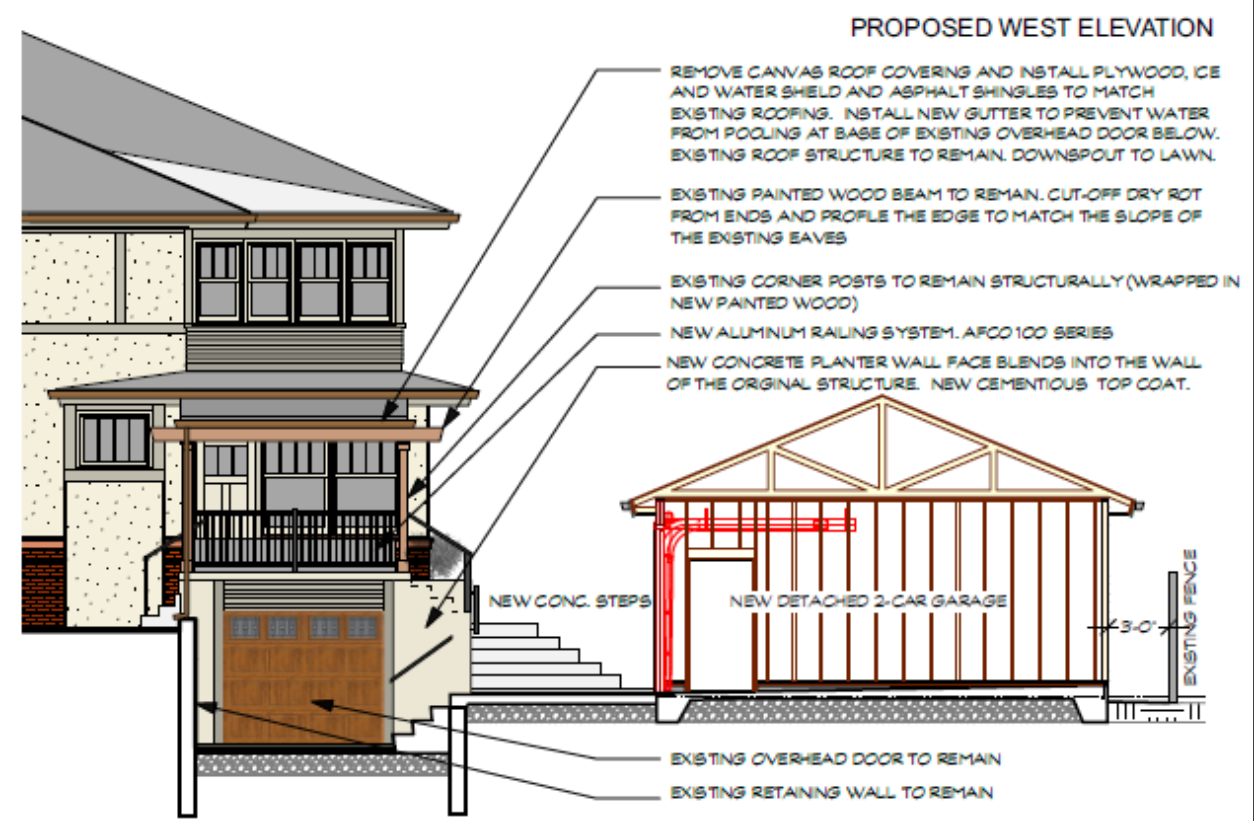 PROPOSED WEST ELEVATION
REMOVE CANVAS ROOF COVERING AND INSTALL PLYWOOD, ICE
AND WATER SHIELD AND ASPHALT SHINGLES TO MATCH
EXISTING ROOFING. INSTALL NEW GUTTER TO PREVENT WATER
FROM POOLING AT BASE OF EXISTING OVERHEAD DOOR BELOW.
EXISTING ROOF STRUCTURE TO REMAIN. DOWNSPOUT TO LAWN.
EXISTING PAINTED WOOD BEAM TO REMAN. CUT-OFF DRY ROT
FROM ENDS AND PROFLE THE EDGE TO MATCH THE SLOPE OF
THE EXISTING EAVES
EXISTING CORNER POSTS TO REMAIN STRUCTURALLY (WRAPPED IN
NEW PAINTED WOOD)
NEW ALUMINUM RAILING SYSTEM. AFCO 100 SERIES
NEW CONCRETE PLANTER WALL FACE BLENDS INTO THE WALL
OF THE ORIGINAL STRUCTURE. NEW CEMENTIOUS TOP COAT.
NEW CONC. STEPS
NEW DETACHED 2-CAR GARAGE
3'-0"
EXISTING FENCE
EXISTING OVERHEAD DOOR TO REMAIN
EXISTING RETAINING WALL TO REMAIN